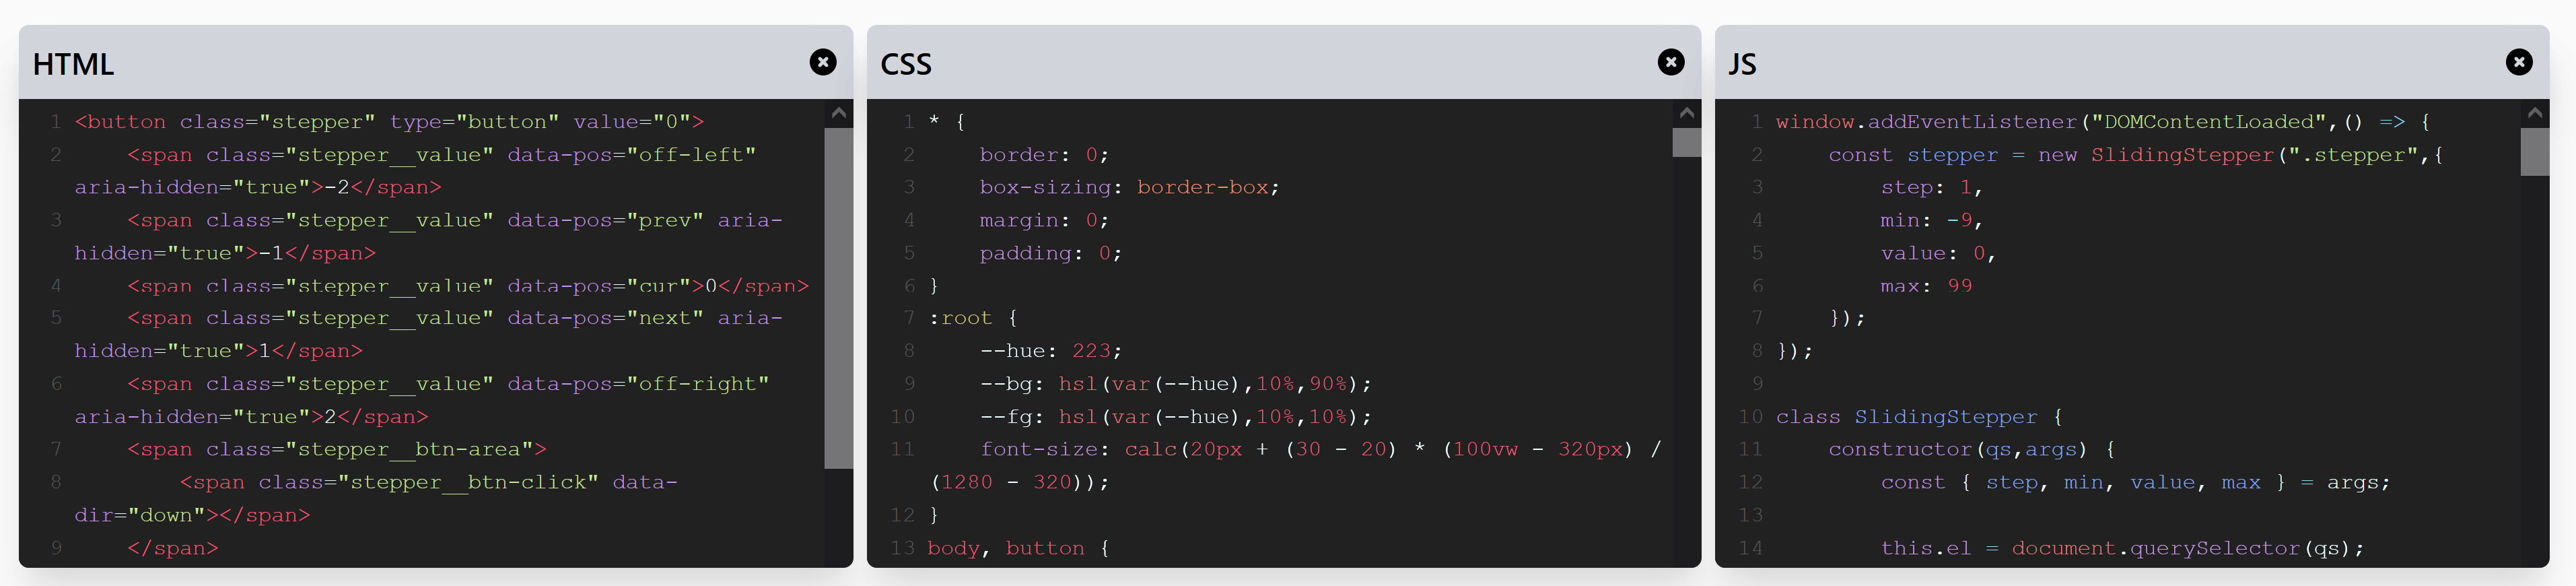 HTML
1 <button class="stepper" type="button" value="0">
2 <span class="stepper__value" data-pos="off-left"
aria-hidden="true">-2</span>
3 <span class="stepper__value" data-pos="prev" aria-
hidden="true">-1</span>
4 <span class="stepper__value" data-pos="cur">0</span>
5 <span class="stepper__value" data-pos="next" aria-
hidden="true">1</span>
6 <span class="stepper__value" data-pos="off-right"
aria-hidden="true">2</span>
7 <span class="stepper__btn-area">
8 <span class="stepper__btn-click" data-
dir="down"></span>
9 </span>
CSS
1 * {
2 border: 0;
3 box-sizing: border-box;
4 margin: 0;
5 padding: 0;
6 }
7 :root {
8 --hue: 223;
9 --bg: hsl(var(--hue),10%,90%);
10 --fg: hsl(var(--hue),10%,10%);
11 font-size: calc(20px + (30 - 20) * (100vw - 320px) /
(1280 - 320));
12 }
13 body, button {
JS
1 window.addEventListener("DOMContentLoaded",() => {
2 const stepper = new SlidingStepper(".stepper",{
3 step: 1,
4 min: -9,
5 value: 0,
6 max: 99
7 });
8 });
9
10 class SlidingStepper {
11 constructor(qs,args) {
12 const { step, min, value, max } = args;
13
14 this.el = document.querySelector(qs);